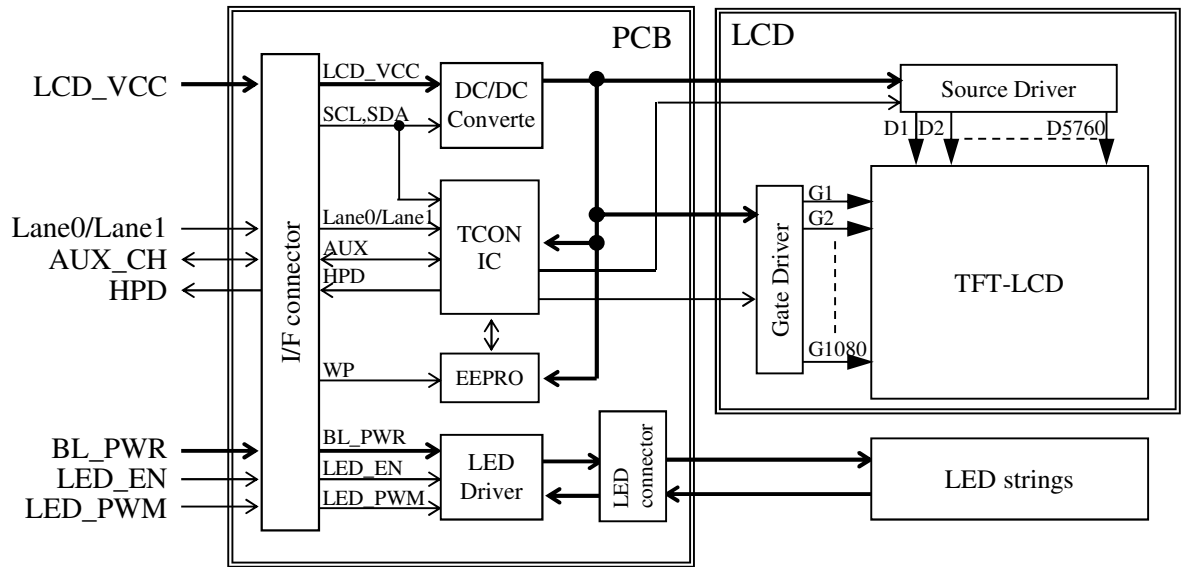 PCB
LCD
LCD_VCC
LCD_VCC
DC/DC
Converte
Source Driver
SCL,SDA
D1
D2
D5760
Lane0/Lane1
AUX_CH
HPD
I/F connector
Lane0/Lane1
AUX
HPD
TCON
IC
Gate Driver
G1
G2
G1080
TFT-LCD
WP
EEPRO
BL_PWR
LED_EN
LED_PWM
BL_PWR
LED_EN
LED_PWM
LED
Driver
LED
connector
LED strings